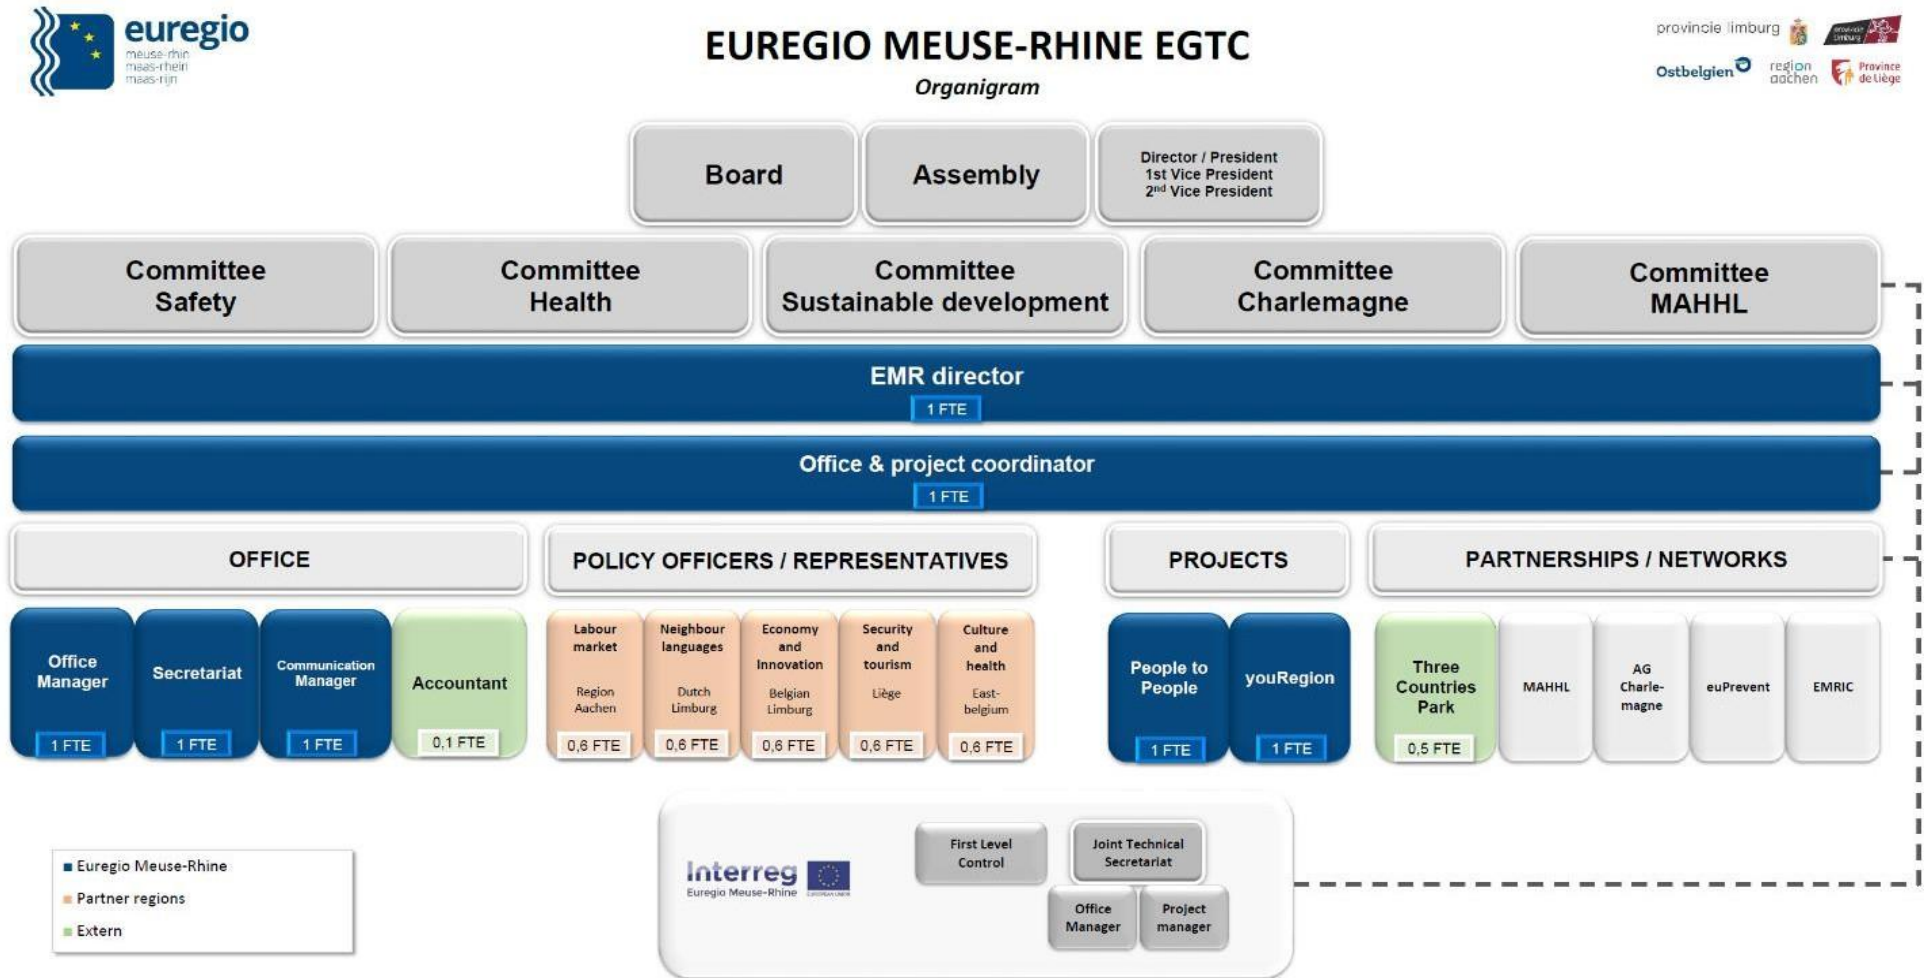 euregio
meuse-rhin
maas-rhein
maas-rijn
EUREGIO MEUSE-RHINE EGTC
Organigram
provincie limburg
provincie
limburg
Ostbelgien
region
aachen
Province
de Liège
Board
Assembly
Director / President
1st Vice President
2nd Vice President
Committee
Safety
Committee
Health
Committee
Sustainable development
Committee
Charlemagne
Committee
MAHHL
EMR director
1 FTE
Office & project coordinator
1 FTE
OFFICE
POLICY OFFICERS / REPRESENTATIVES
PROJECTS
PARTNERSHIPS / NETWORKS
Office
Manager
1 FTE
Secretariat
1 FTE
Communication
Manager
1 FTE
Accountant
0,1 FTE
Labour
market
Region
Aachen
0,6 FTE
Neighbour
languages
Dutch
Limburg
0,6 FTE
Economy
and
Innovation
Belgian
Limburg
0,6 FTE
Security
and
tourism
Liège
0,6 FTE
Culture
and
health
East-
belgium
0,6 FTE
People to
People
1 FTE
youRegion
1 FTE
Three
Countries
Park
0,5 FTE
MAHHL
AG
Charle-
magne
euPrevent
EMRIC
Euregio Meuse-Rhine
Partner regions
Extern
Interreg
Euregio Meuse-Rhine
EUROPEAN UNION
First Level
Control
Joint Technical
Secretariat
Office
Manager
Project
manager